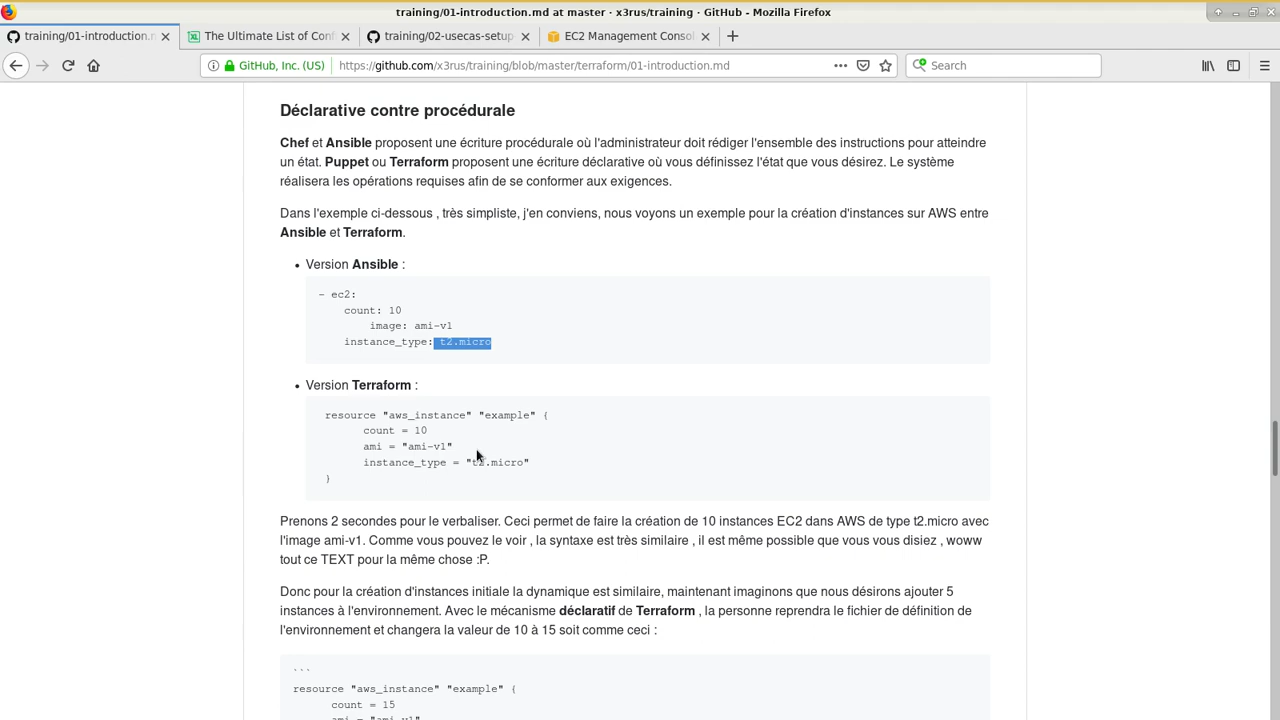 training/01-introduction.md at master · x3rus/training · GitHub - Mozilla Firefox
training/01-introduction.m
The Ultimate List of Conf
training/02-usecas-setup
EC2 Management Consol
GitHub, Inc. (US)
https://github.com/x3rus/training/blob/master/terraform/01-introduction.md
Search
Déclarative contre procédurale
Chef et Ansible proposent une écriture procédurale où l'administrateur doit rédiger l'ensemble des instructions pour atteindre
un état. Puppet ou Terraform proposent une écriture déclarative où vous définissez l'état que vous désirez. Le système
réalisera les opérations requises afin de se conformer aux exigences.
Dans l'exemple ci-dessous , très simpliste, j'en conviens, nous voyons un exemple pour la création d'instances sur AWS entre
Ansible et Terraform.
• Version Ansible :
- ec2:
count: 10
image: ami-v1
instance_type: t2.micro
• Version Terraform :
resource "aws_instance" "example" {
count = 10
ami = "ami-v1"
instance_type = "t2.micro"
}
Prenons 2 secondes pour le verbaliser. Ceci permet de faire la création de 10 instances EC2 dans AWS de type t2.micro avec
l'image ami-v1. Comme vous pouvez le voir , la syntaxe est très similaire , il est même possible que vous vous disiez , woww
tout ce TEXT pour la même chose :P.
Donc pour la création d'instances initiale la dynamique est similaire, maintenant imaginons que nous désirons ajouter 5
instances à l'environnement. Avec le mécanisme déclaratif de Terraform , la personne reprendra le fichier de définition de
l'environnement et changera la valeur de 10 à 15 soit comme ceci :
```
resource "aws_instance" "example" {
count = 15
ami = "ami-v1"